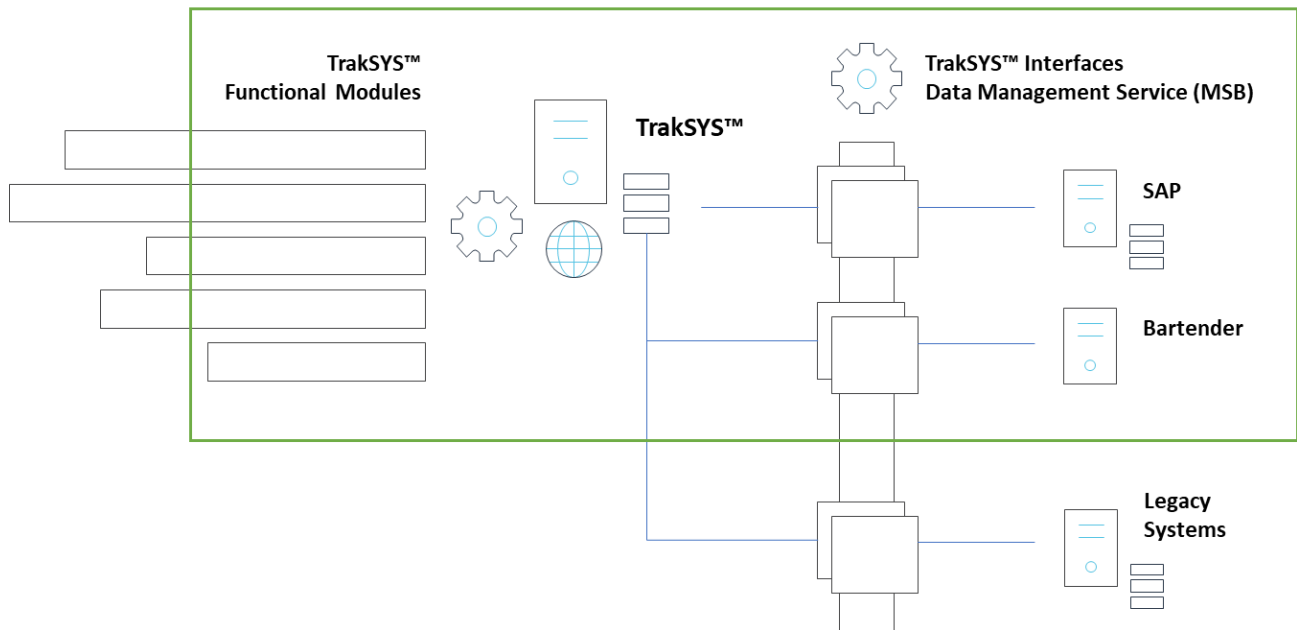 TrakSYS™
Functional Modules
TrakSYS™
TrakSYS™ Interfaces
Data Management Service (MSB)
SAP
Bartender
Legacy
Systems